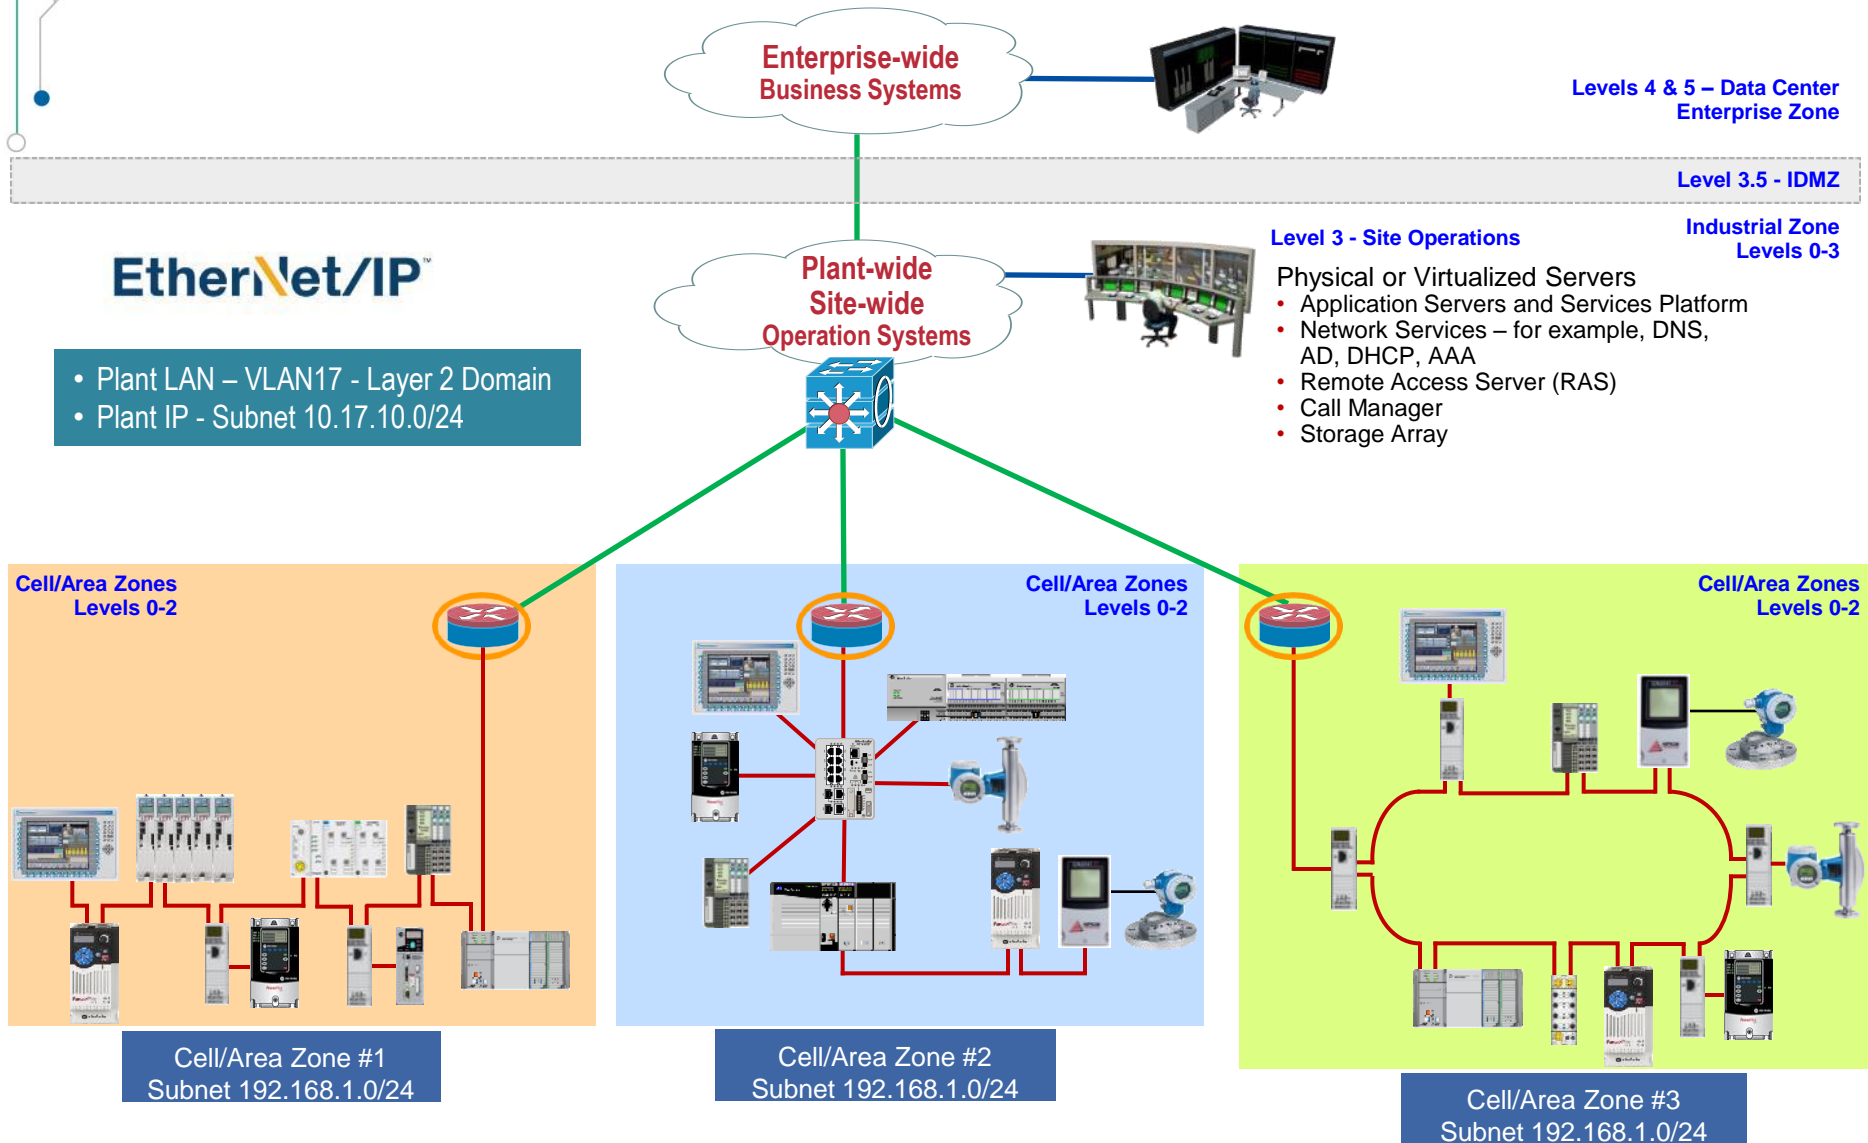 Enterprise-wide
Business Systems
Levels 4 & 5 – Data Center
Enterprise Zone
Level 3.5 - IDMZ
Industrial Zone
Levels 0-3
EtherNet/IP™
Plant-wide
Site-wide
Operation Systems
Level 3 - Site Operations
Physical or Virtualized Servers
• Application Servers and Services Platform
• Network Services – for example, DNS,
AD, DHCP, AAA
• Remote Access Server (RAS)
• Call Manager
• Storage Array
• Plant LAN – VLAN17 - Layer 2 Domain
• Plant IP - Subnet 10.17.10.0/24
Cell/Area Zones
Levels 0-2
Cell/Area Zones
Levels 0-2
Cell/Area Zones
Levels 0-2
Cell/Area Zone #1
Subnet 192.168.1.0/24
Cell/Area Zone #2
Subnet 192.168.1.0/24
Cell/Area Zone #3
Subnet 192.168.1.0/24